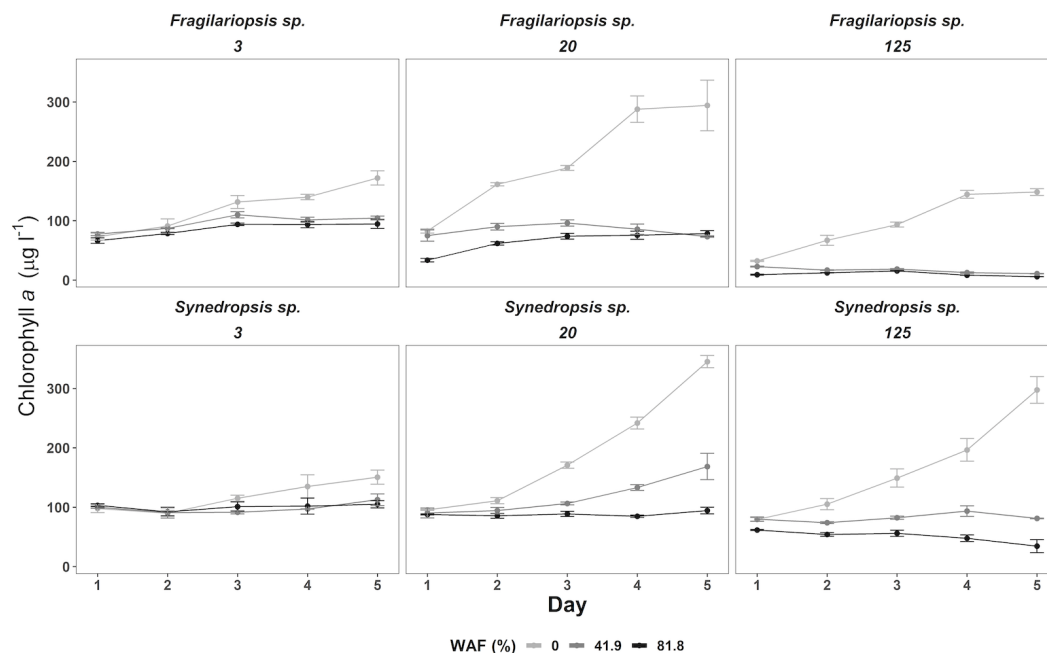 Fragilariopsis sp.
3
Fragilariopsis sp.
20
Fragilariopsis sp.
125
300
200
100
0
Synedropsis sp.
3
Synedropsis sp.
20
Synedropsis sp.
125
300
200
100
0
Chlorophyll a (μg l⁻¹)
1 2 3 4 5
1 2 3 4 5
1 2 3 4 5
Day
WAF (%) 0 41.9 81.8